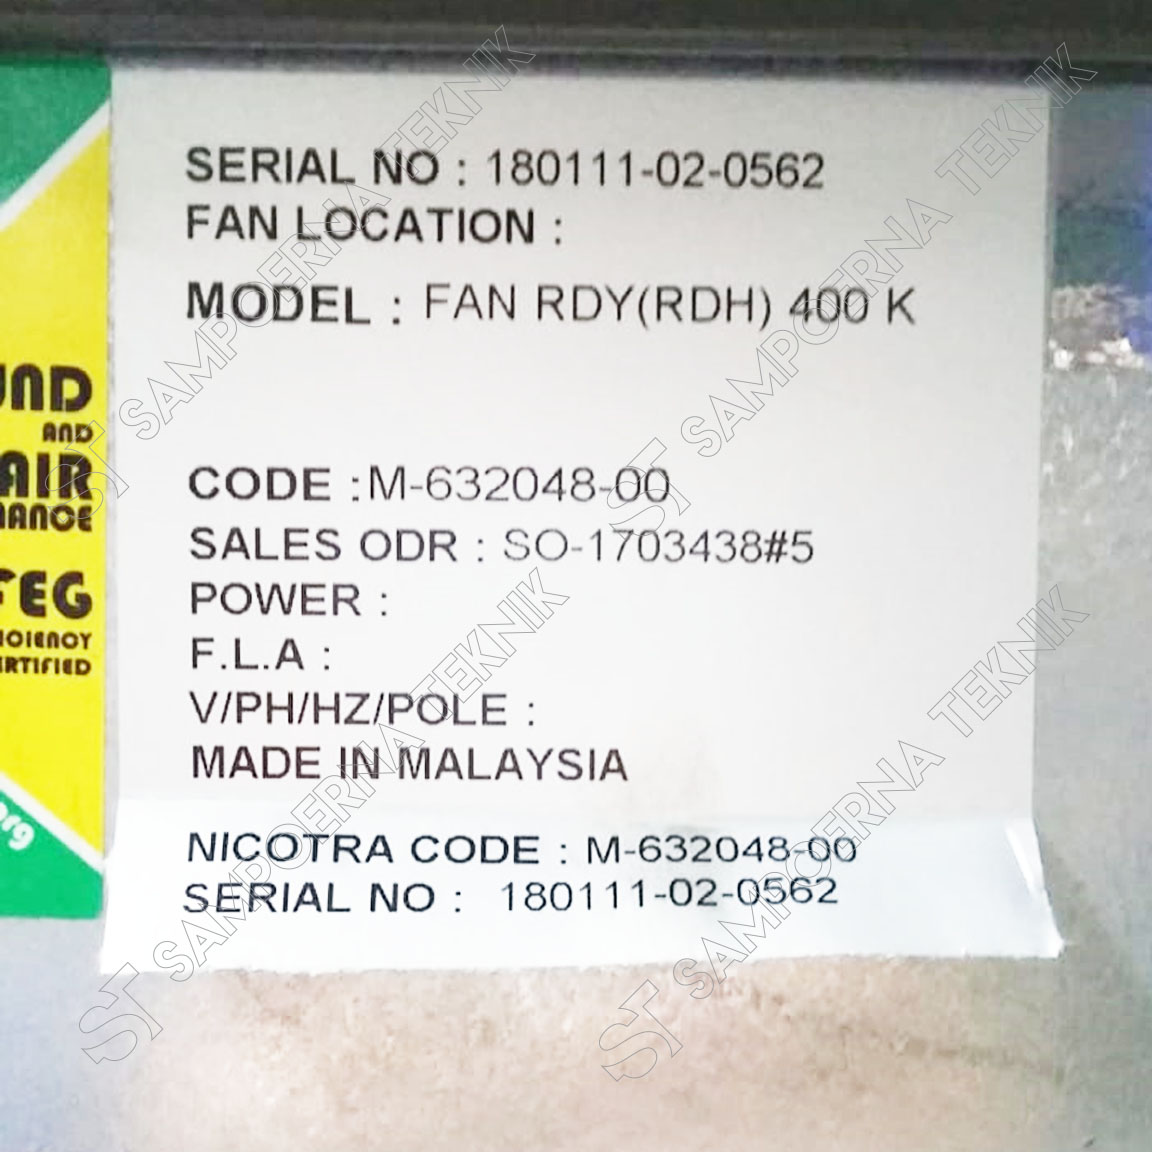 SERIAL NO : 180111-02-0562
FAN LOCATION :
MODEL : FAN RDY(RDH) 400 K
CODE :M-632048-00
SALES ODR : SO-1703438#5
POWER :
F.L.A :
V/PH/HZ/POLE :
MADE IN MALAYSIA
NICOTRA CODE : M-632048-00
SERIAL NO : 180111-02-0562
AND
AIR
FEG
ST SAMPOERNA TEKNIK
ST SAMPOERNA TEKNIK
ST SAMPOERNA TEKNIK
ST SAMPOERNA TEKNIK